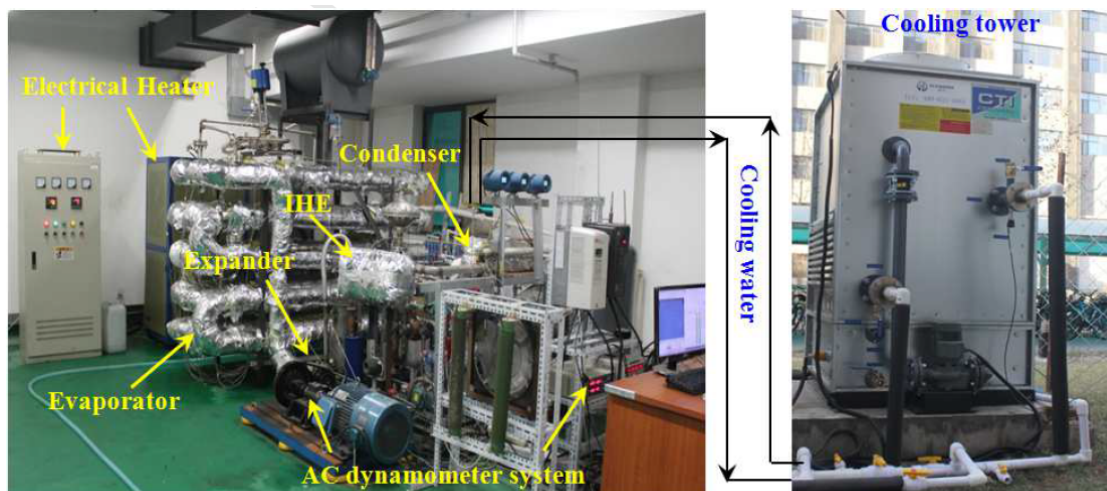 Cooling tower
Electrical Heater
Condenser
IHE
Expander
Cooling water
Evaporator
AC dynamometer system
CTI